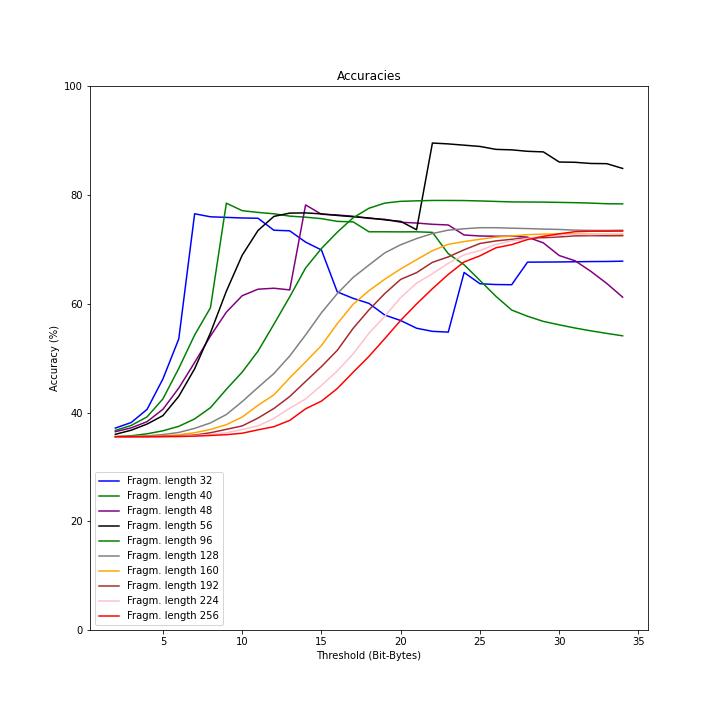 Accuracies
100
80
60
40
20
0
Accuracy (%)
Fragm. length 32
Fragm. length 40
Fragm. length 48
Fragm. length 56
Fragm. length 96
Fragm. length 128
Fragm. length 160
Fragm. length 192
Fragm. length 224
Fragm. length 256
5 10 15 20 25 30 35
Threshold (Bit-Bytes)